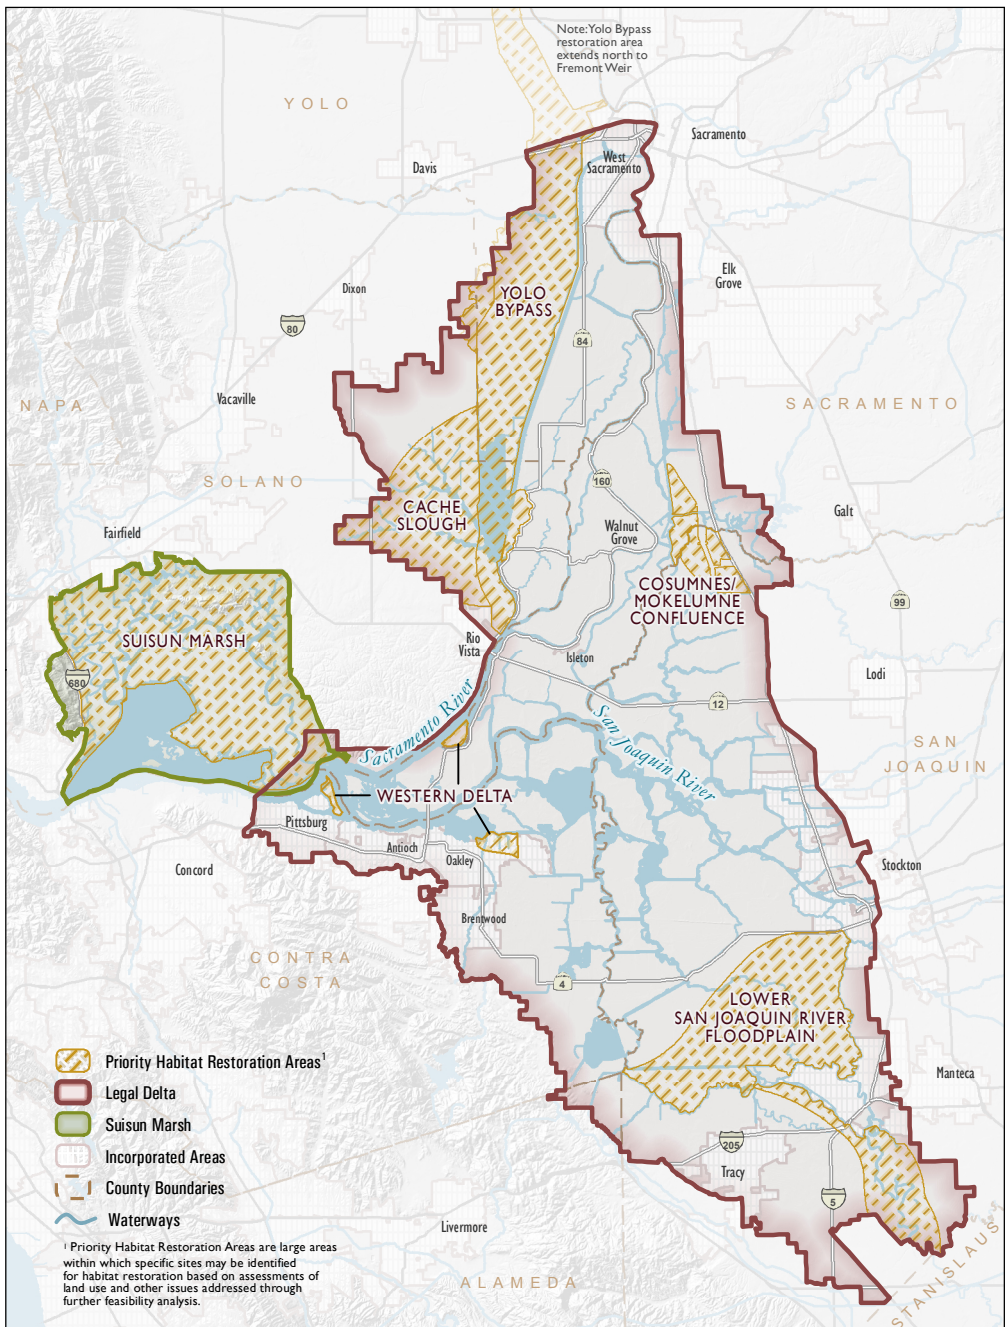 Note:Yolo Bypass
restoration area
extends north to
Fremont Weir
YOLO
Sacramento
West
Sacramento
Davis
Elk
Grove
Dixon
YOLO
BYPASS
80
84
NAPA
Vacaville
SACRAMENTO
SOLANO
160
CACHE
SLOUGH
Galt
Walnut
Grove
Fairfield
COSUMNES/
MOKELUMNE
CONFLUENCE
99
SUISUN MARSH
Rio
Vista
Isleton
Lodi
680
12
Sacramento River
San Joaquin River
SAN
JOAQUIN
WESTERN DELTA
Pittsburg
Antioch
Oakley
Concord
Stockton
Brentwood
CONTRA
COSTA
4
LOWER
SAN JOAQUIN RIVER
FLOODPLAIN
Manteca
205
Tracy
5
Livermore
ALAMEDA
STANISLAUS
Priority Habitat Restoration Areas¹
Legal Delta
Suisun Marsh
Incorporated Areas
County Boundaries
Waterways
¹ Priority Habitat Restoration Areas are large areas
within which specific sites may be identified
for habitat restoration based on assessments of
land use and other issues addressed through
further feasibility analysis.